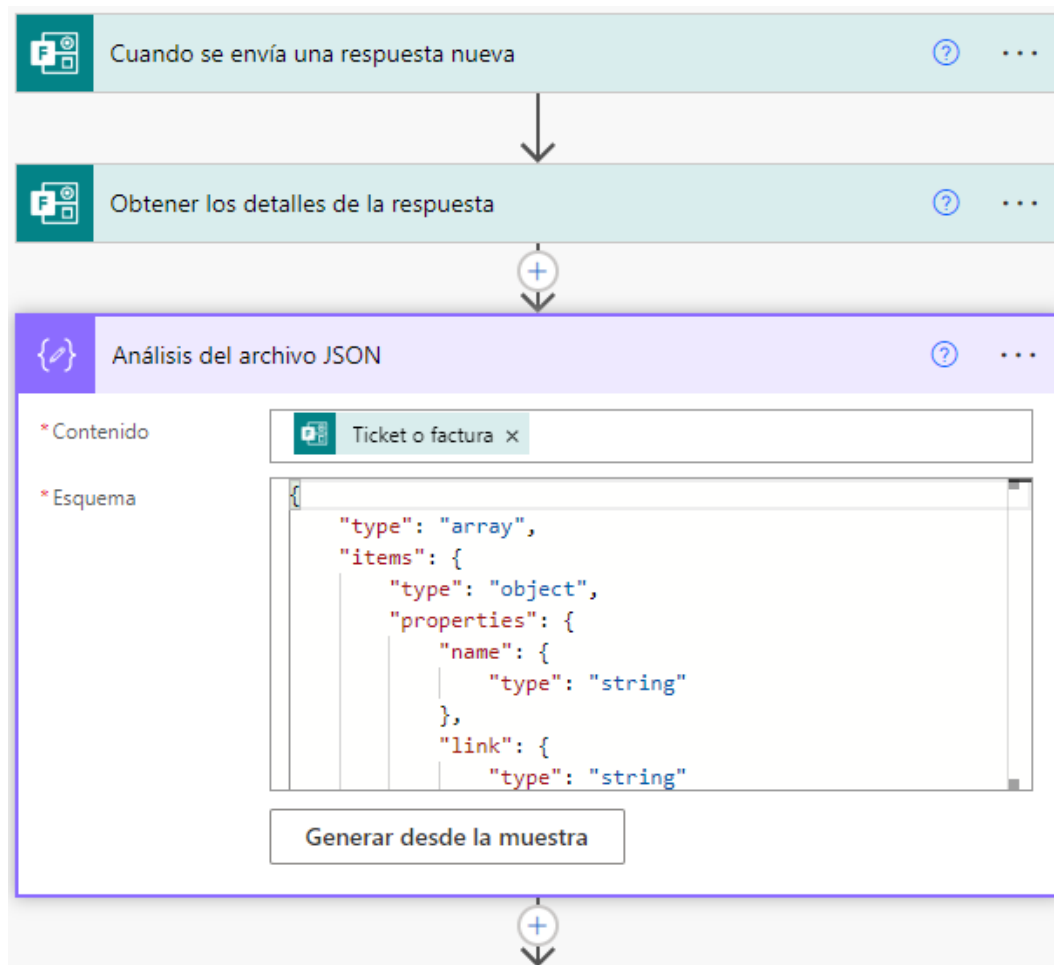 Cuando se envía una respuesta nueva
Obtener los detalles de la respuesta
Análisis del archivo JSON
*Contenido
Ticket o factura ×
*Esquema
{
"type": "array",
"items": {
"type": "object",
"properties": {
"name": {
"type": "string"
},
"link": {
"type": "string"
Generar desde la muestra